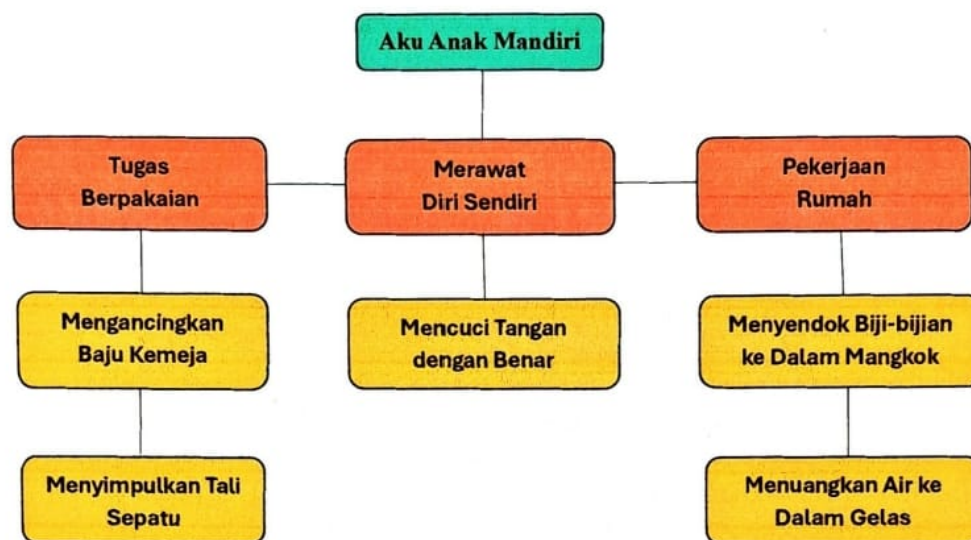 Aku Anak Mandiri
Tugas
Berpakaian
Merawat
Diri Sendiri
Pekerjaan
Rumah
Mengancingkan
Baju Kemeja
Mencuci Tangan
dengan Benar
Menyendok Biji-bijian
ke Dalam Mangkok
Menyimpulkan Tali
Sepatu
Menuangkan Air ke
Dalam Gelas